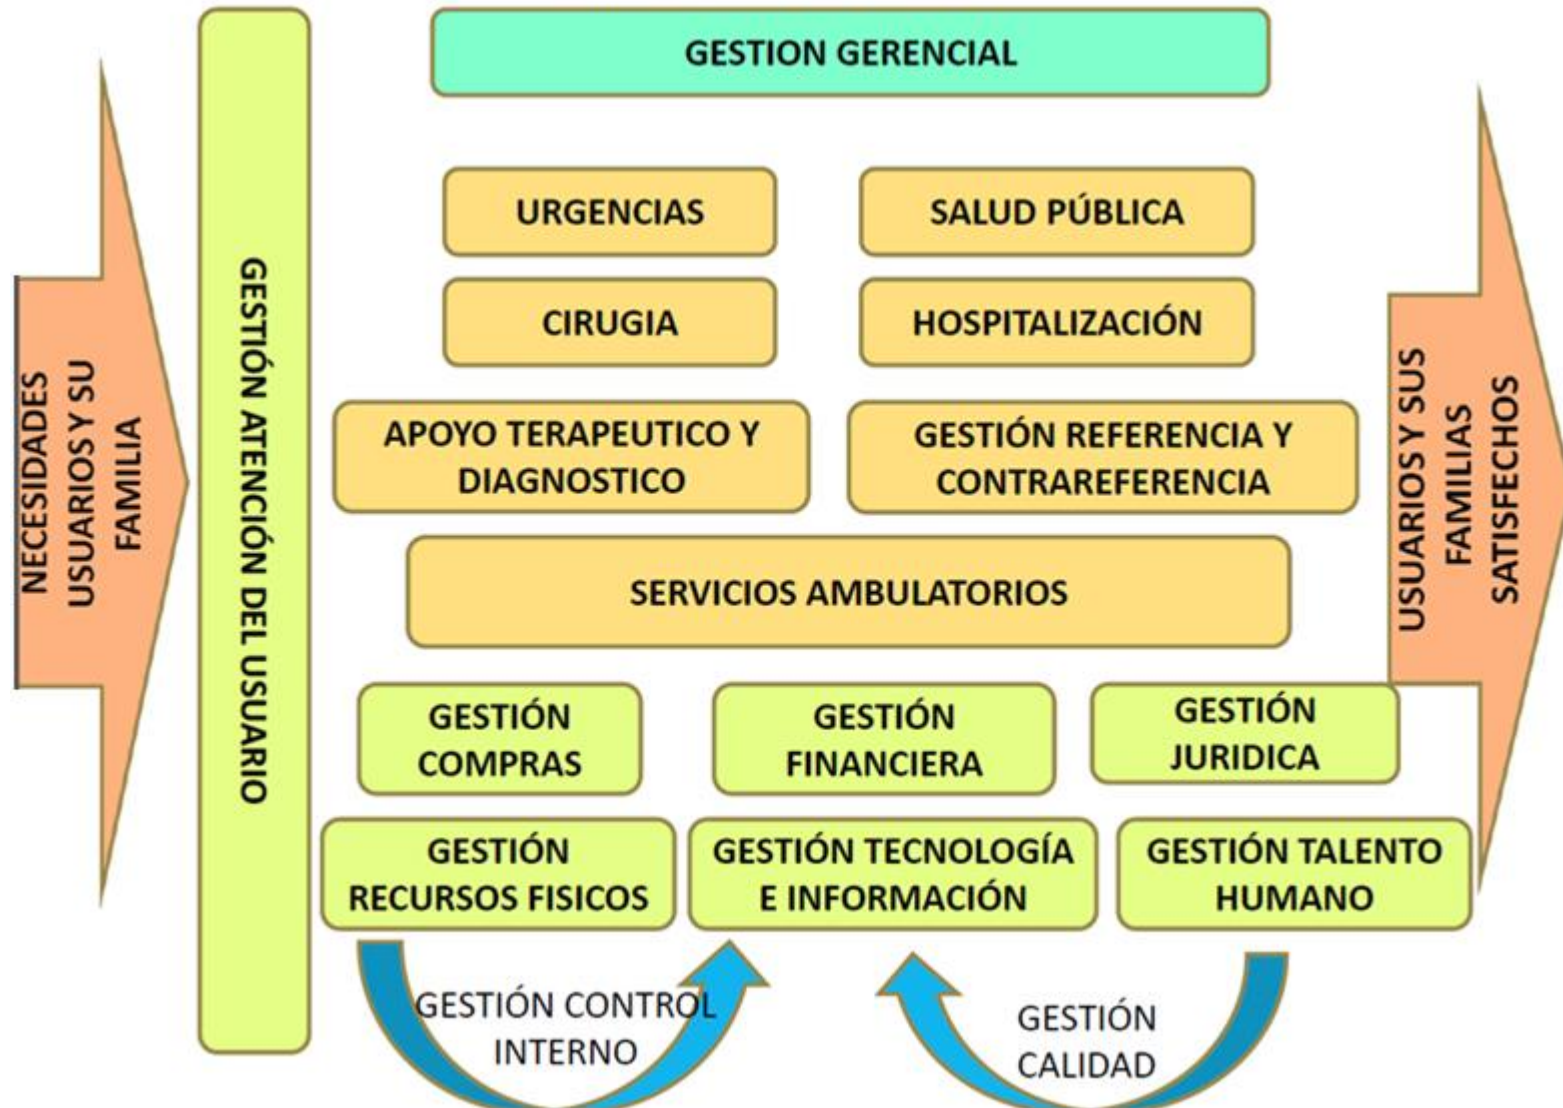 GESTION GERENCIAL
NECESIDADES
USUARIOS Y SU
FAMILIA
GESTIÓN ATENCIÓN DEL USUARIO
URGENCIAS
SALUD PÚBLICA
CIRUGIA
HOSPITALIZACIÓN
APOYO TERAPEUTICO Y
DIAGNOSTICO
GESTIÓN REFERENCIA Y
CONTRAREFERENCIA
SERVICIOS AMBULATORIOS
GESTIÓN
COMPRAS
GESTIÓN
FINANCIERA
GESTIÓN
JURIDICA
GESTIÓN
RECURSOS FISICOS
GESTIÓN TECNOLOGÍA
E INFORMACIÓN
GESTIÓN TALENTO
HUMANO
GESTIÓN CONTROL
INTERNO
GESTIÓN
CALIDAD
USUARIOS Y SUS
FAMILIAS
SATISFECHOS